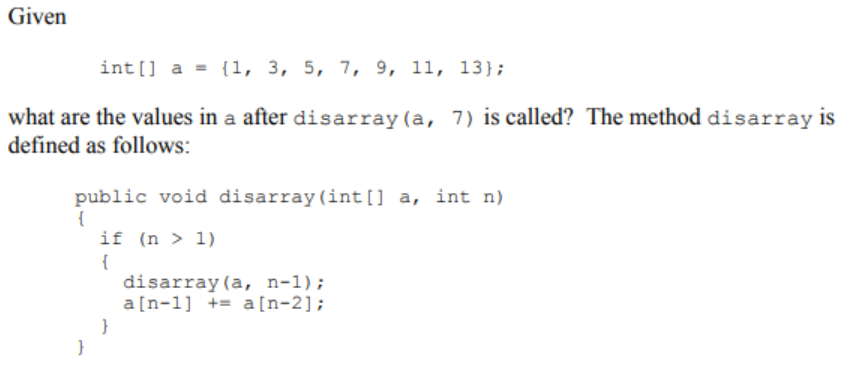 Given
int[] a = {1, 3, 5, 7, 9, 11, 13};
what are the values in a after disarray(a, 7) is called? The method disarray is
defined as follows:
public void disarray(int[] a, int n)
{
if (n > 1)
{
disarray(a, n-1);
a[n-1] += a[n-2];
}
}